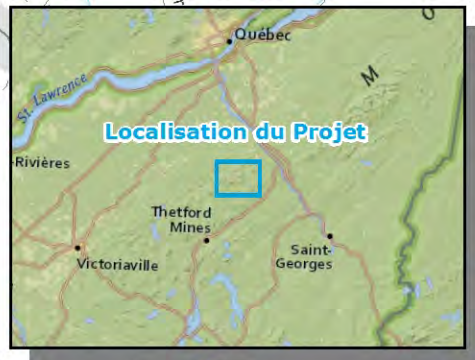 Québec
M
O
St. Lawrence
Localisation du Projet
-Rivières
Thetford
Mines
Saint-
Georges
Victoriaville